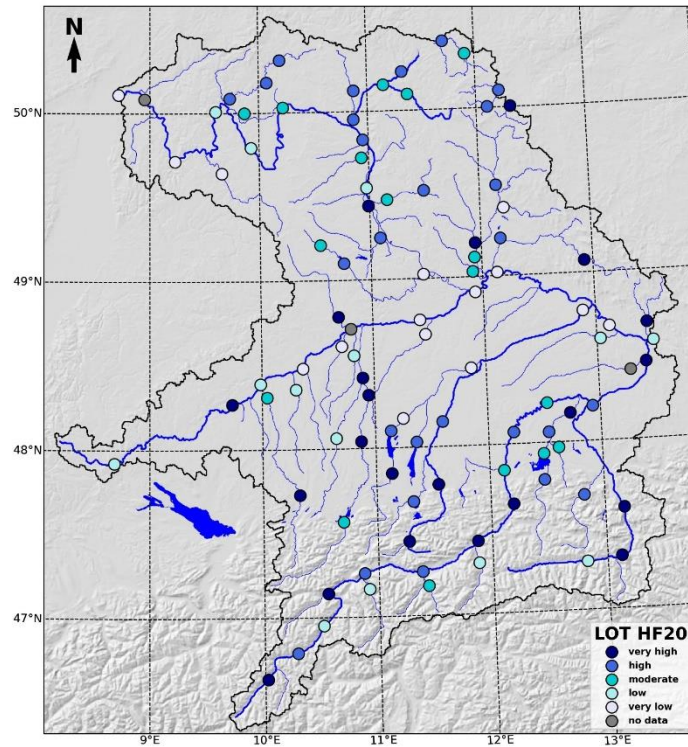 N
50°N
49°N
48°N
47°N
LOT HF20
very high
high
moderate
low
very low
no data
9°E
10°E
11°E
12°E
13°E